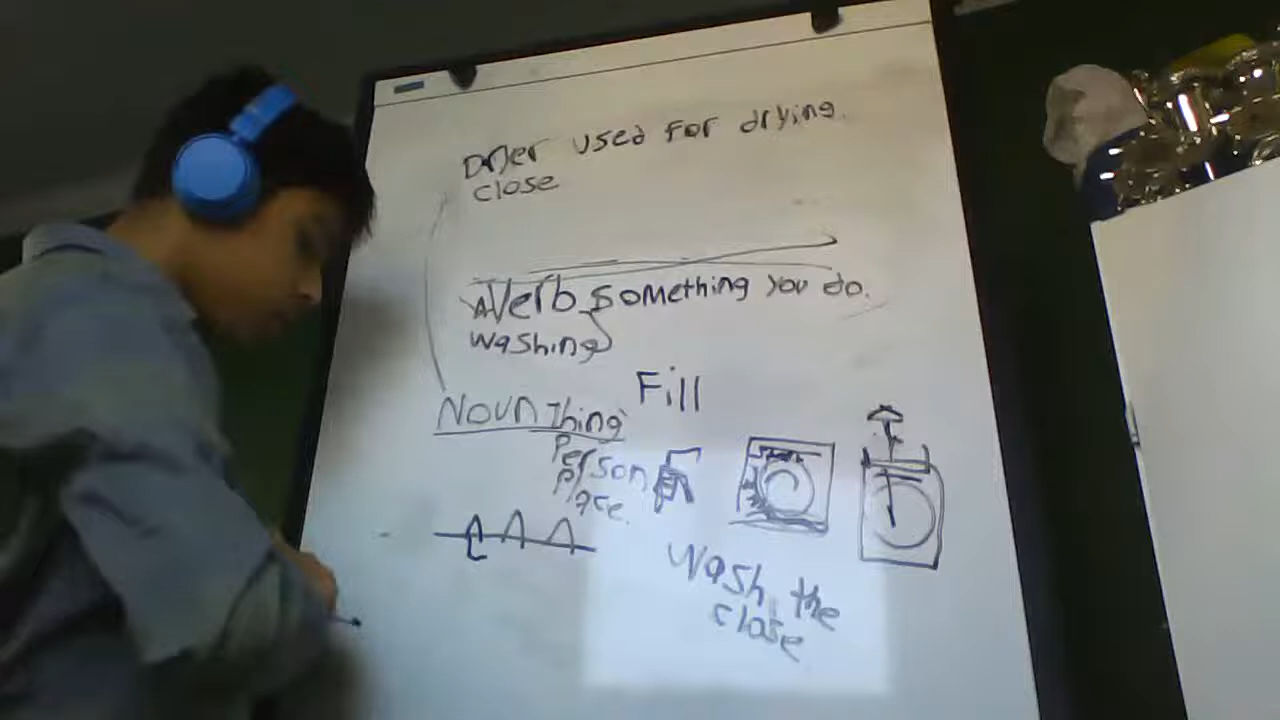 Dryer used for drying.
close
A Verb something you do.
washing
Fill
Noun Thing
Person
Place.
Wash the
close